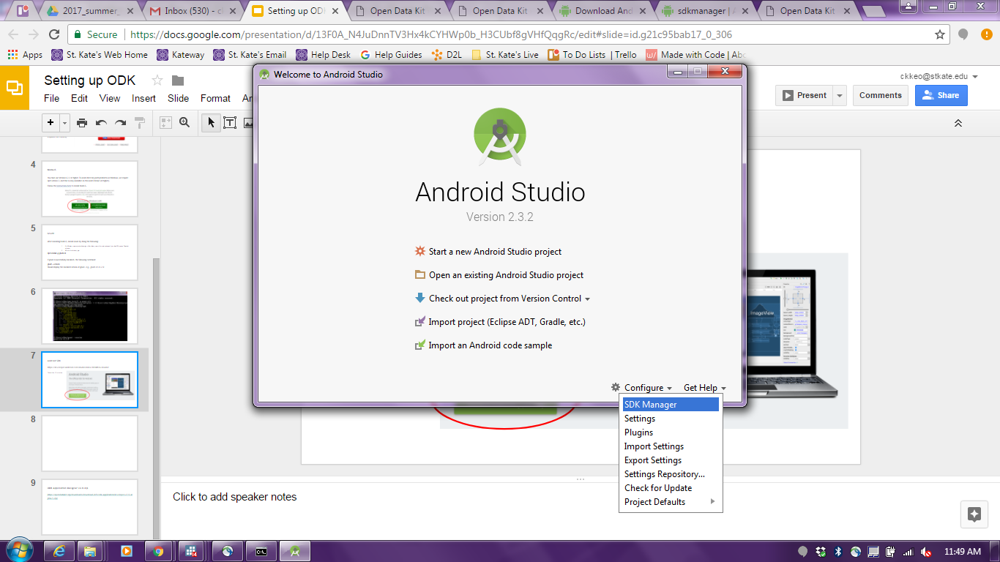 2017_summer_
Inbox (530) - c
Setting up ODK
Open Data Kit
Open Data Kit
Download And
sdkmanager | A
Open Data Kit
Secure
https://docs.google.com/presentation/d/13F0A_N4JuDnnTV3Hx4kCYHWp0b_H3CUbf8gVHfQqgRc/edit#slide=id.g21c95bab17_0_306
Apps
St. Kate's Web Home
Kateway
St. Kate's Email
Help Desk
Help Guides
D2L
St. Kate's Live
To Do Lists | Trello
Made with Code | Abo
Setting up ODK
File Edit View Insert Slide Format Ar
ckkeo@stkate.edu
Present
Comments
Share
Welcome to Android Studio
Android Studio
Version 2.3.2
Start a new Android Studio project
Open an existing Android Studio project
Check out project from Version Control
Import project (Eclipse ADT, Gradle, etc.)
Import an Android code sample
Configure
Get Help
SDK Manager
Settings
Plugins
Import Settings
Export Settings
Settings Repository...
Check for Update
Project Defaults
ImageView
4
5
6
7
8
9
Click to add speaker notes
11:49 AM